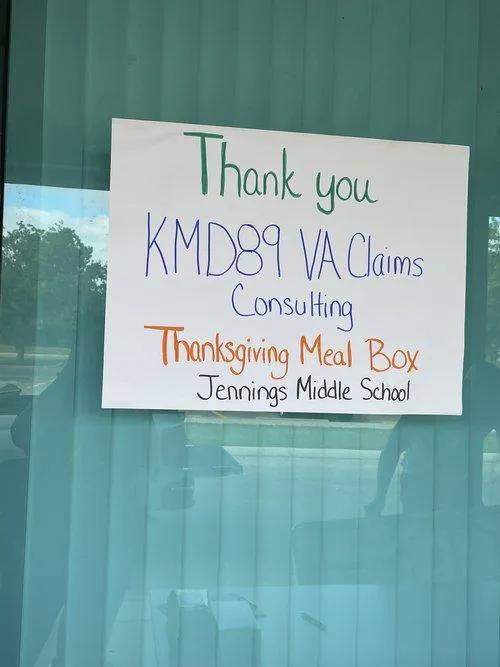 Thank you
KMD89 VA Claims
Consulting
Thanksgiving Meal Box
Jennings Middle School